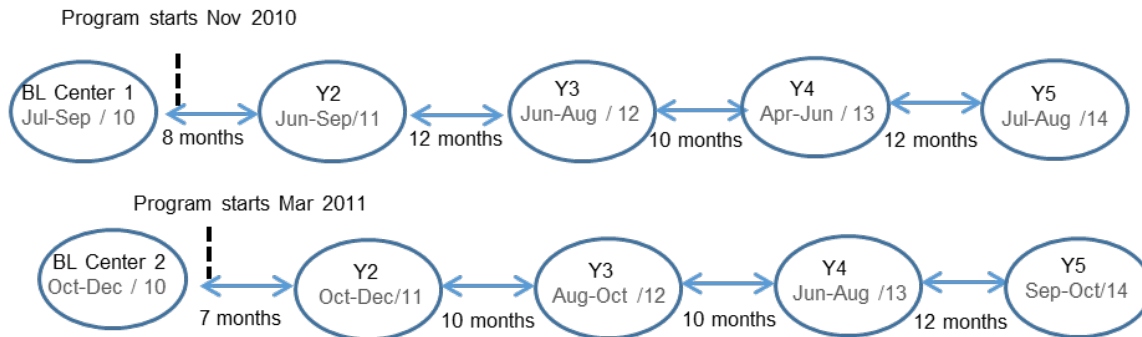 Program starts Nov 2010
BL Center 1
Jul-Sep / 10
8 months
Y2
Jun-Sep/11
12 months
Y3
Jun-Aug / 12
10 months
Y4
Apr-Jun / 13
12 months
Y5
Jul-Aug /14
Program starts Mar 2011
BL Center 2
Oct-Dec / 10
7 months
Y2
Oct-Dec/11
10 months
Y3
Aug-Oct /12
10 months
Y4
Jun-Aug /13
12 months
Y5
Sep-Oct/14